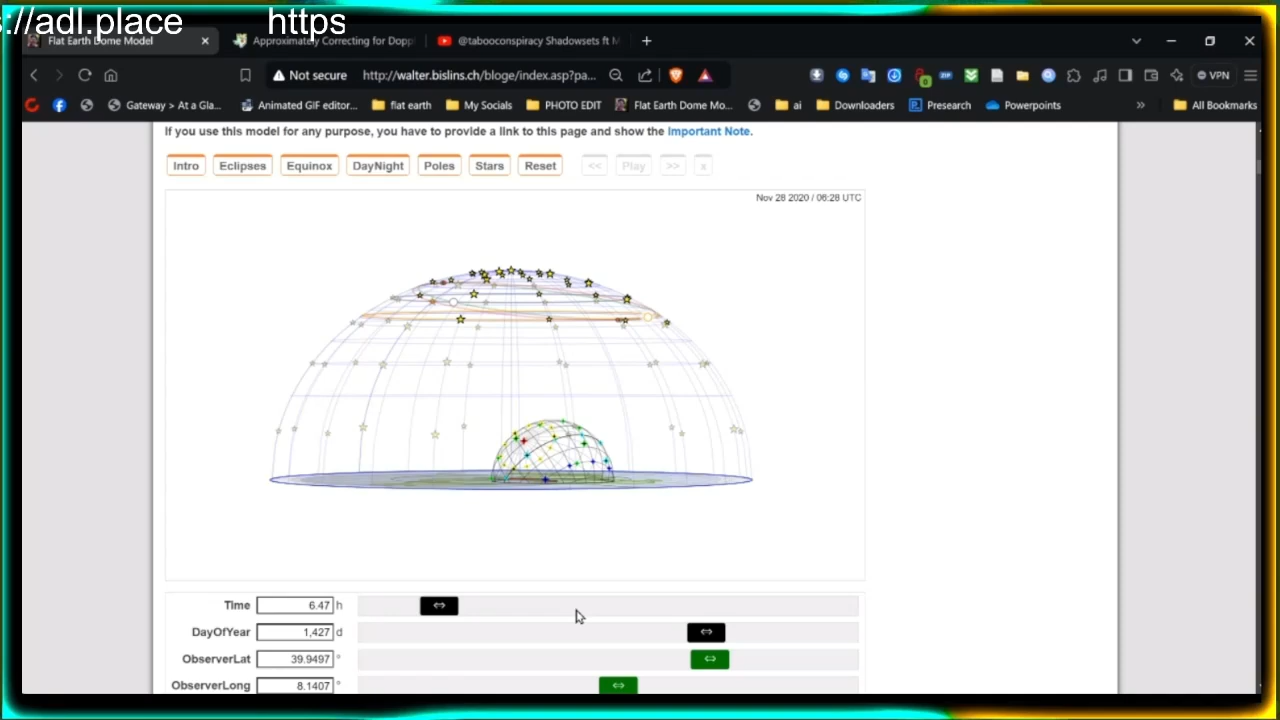 s://adl.place https
Flat Earth Dome Model
Approximately Correcting for Dopp
@tabooconspiracy Shadowsets ft M
Not secure http://walter.bislins.ch/bloge/index.asp?pa... VPN
Gateway > At a Gla... Animated GIF editor... flat earth My Socials PHOTO EDIT Flat Earth Dome Mo... ai Downloaders Presearch Powerpoints » All Bookmarks
If you use this model for any purpose, you have to provide a link to this page and show the Important Note.
Intro Eclipses Equinox DayNight Poles Stars Reset << Play >> x
Nov 28 2020 / 06:28 UTC
Time 6.47 h
DayOfYear 1,427 d
ObserverLat 39.9497 °
ObserverLong 8.1407 °